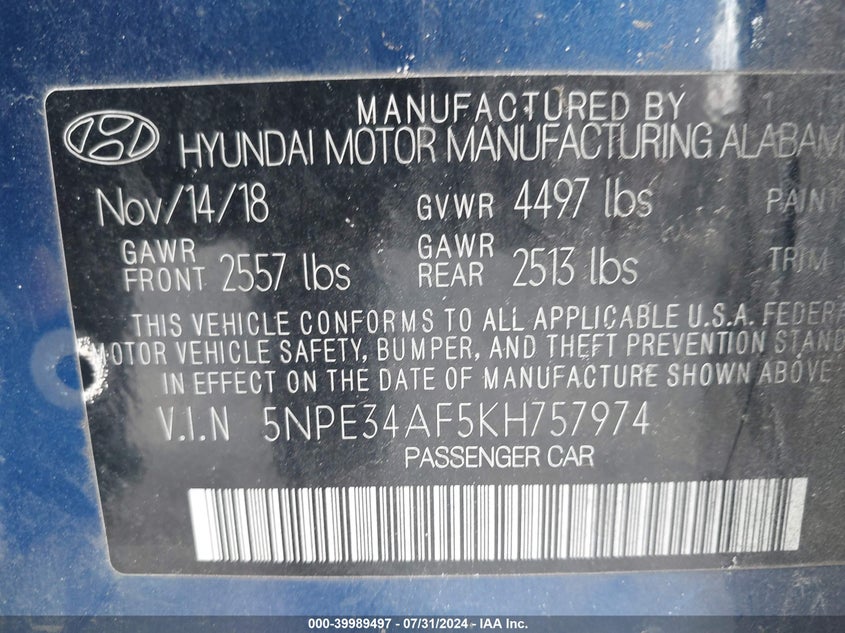 MANUFACTURED BY
HYUNDAI MOTOR MANUFACTURING ALABAM
Nov/14/18 GVWR 4497 lbs PAINT
GAWR FRONT 2557 lbs GAWR REAR 2513 lbs TRIM
THIS VEHICLE CONFORMS TO ALL APPLICABLE U.S.A. FEDERA
MOTOR VEHICLE SAFETY, BUMPER, AND THEFT PREVENTION STAND
IN EFFECT ON THE DATE OF MANUFACTURE SHOWN ABOVE
V.I.N 5NPE34AF5KH757974
PASSENGER CAR
000-39989497 - 07/31/2024 - IAA Inc.